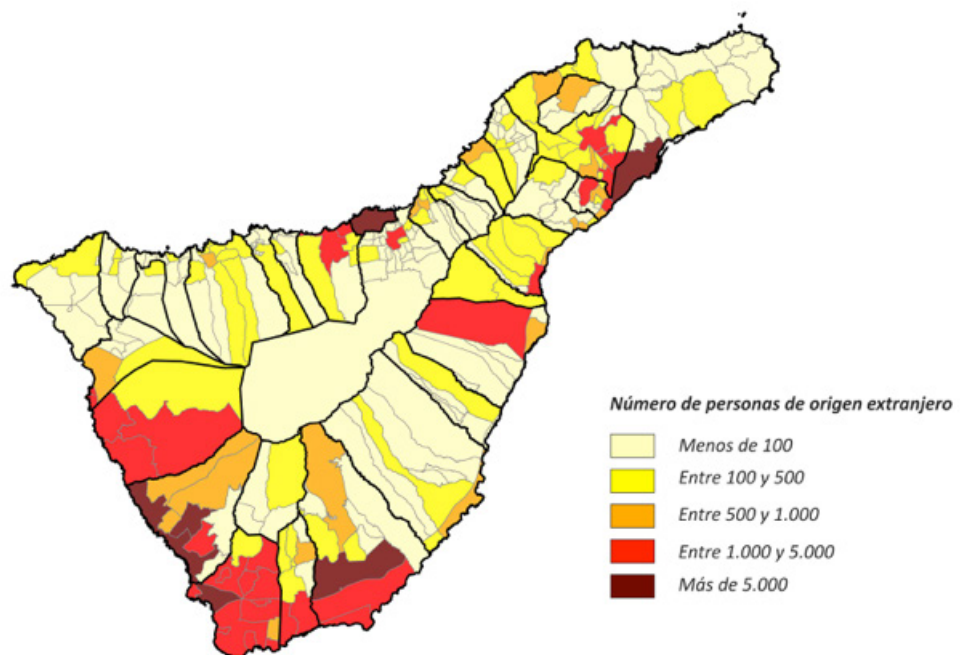 Número de personas de origen extranjero
Menos de 100
Entre 100 y 500
Entre 500 y 1.000
Entre 1.000 y 5.000
Más de 5.000